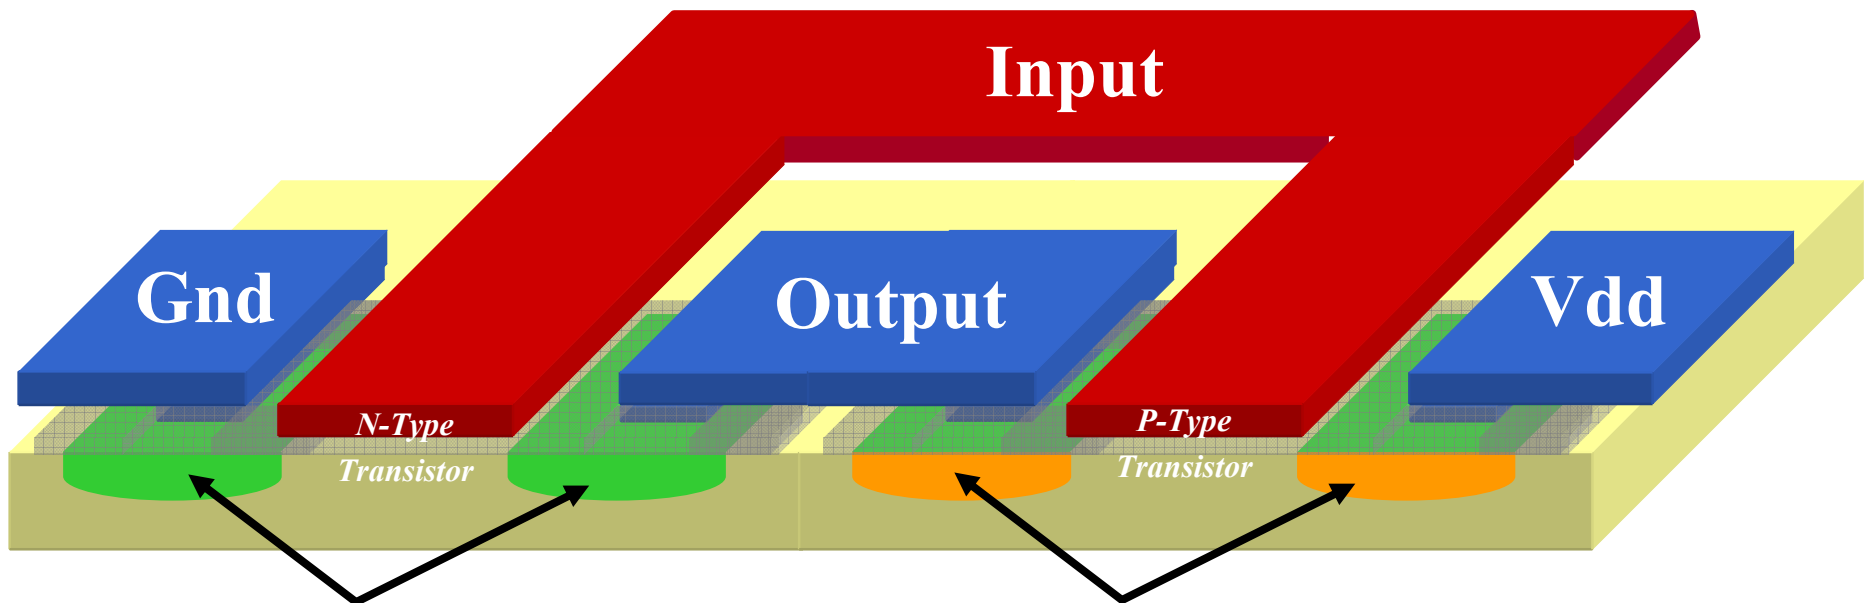 Input
Gnd
Output
Vdd
N-Type
Transistor
P-Type
Transistor